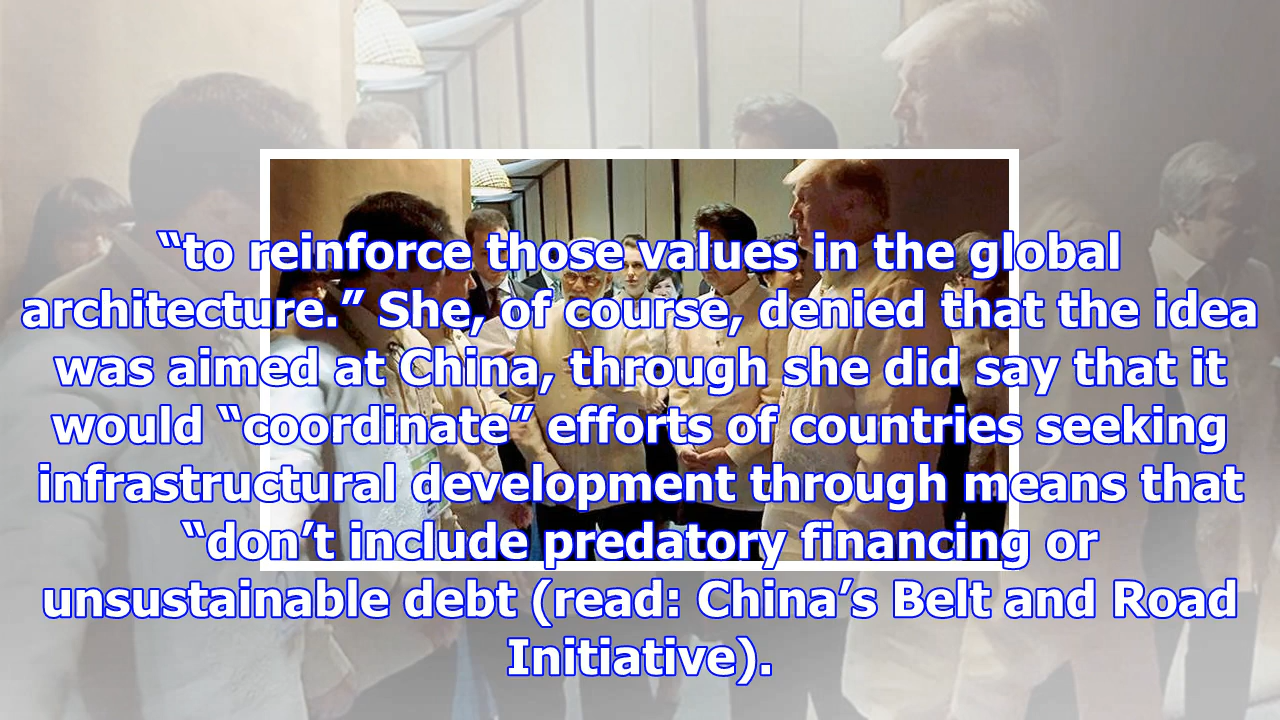 “to reinforce those values in the global
architecture.” She, of course, denied that the idea
was aimed at China, through she did say that it
would “coordinate” efforts of countries seeking
infrastructural development through means that
“don’t include predatory financing or
unsustainable debt (read: China’s Belt and Road
Initiative).